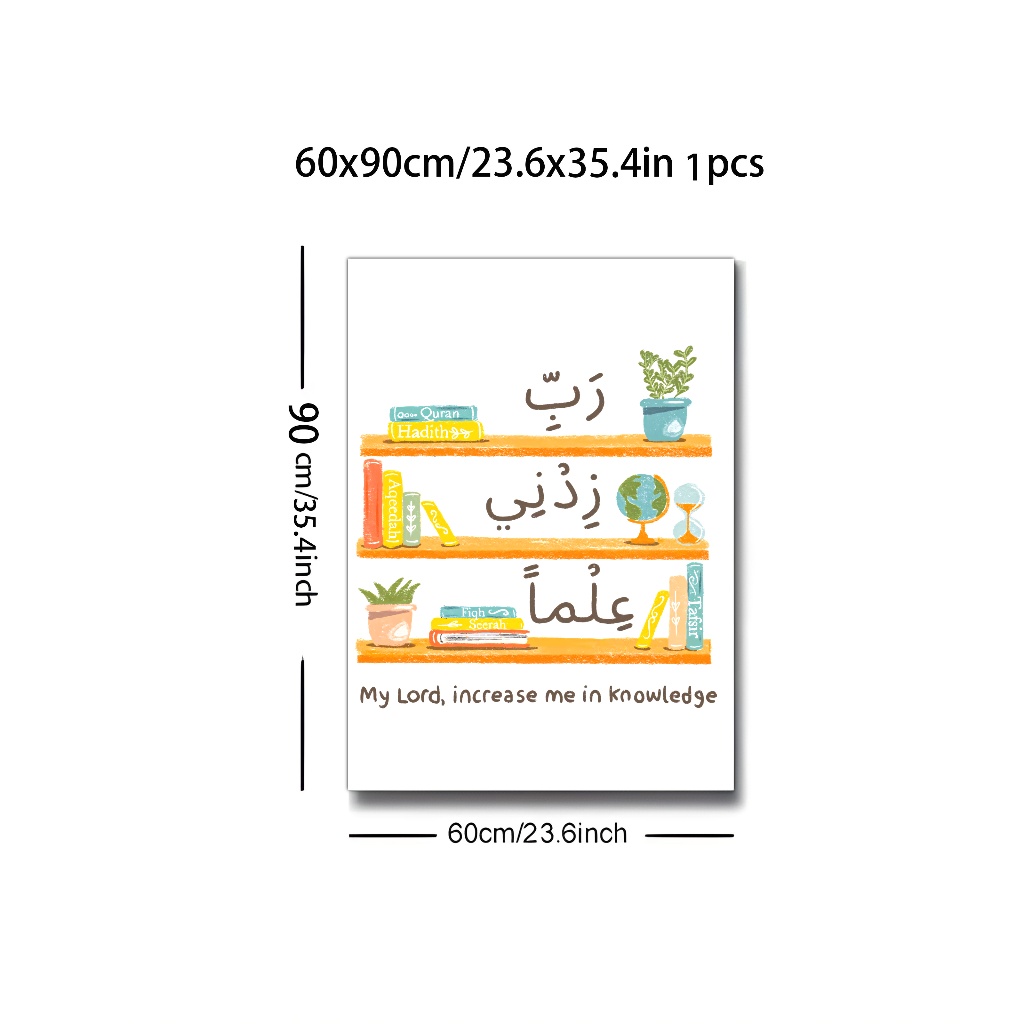 60x90cm/23.6x35.4in 1pcs
90 cm/35.4inch
رَبِّ
Quran
Hadith
زِدْنِي
Aqeedah
عِلْماً
Fiqh
Seerah
Tafsir
My Lord, increase me in knowledge
60cm/23.6inch